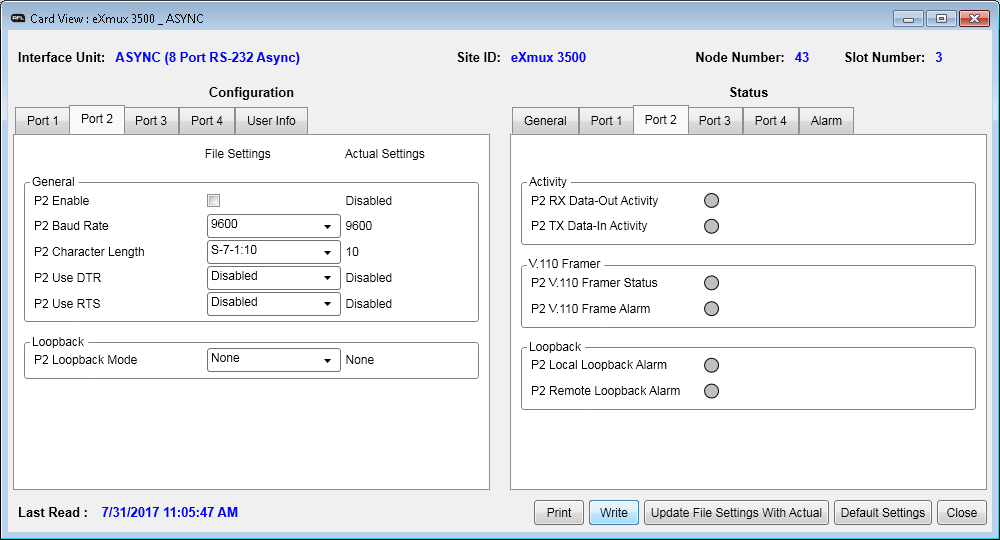 AFL Card View : eXmux 3500 _ ASYNC
Interface Unit: ASYNC (8 Port RS-232 Async) Site ID: eXmux 3500 Node Number: 43 Slot Number: 3
Configuration
Port 1 Port 2 Port 3 Port 4 User Info
File Settings Actual Settings
General
P2 Enable Disabled
P2 Baud Rate 9600 9600
P2 Character Length S-7-1:10 10
P2 Use DTR Disabled Disabled
P2 Use RTS Disabled Disabled
Loopback
P2 Loopback Mode None None
Status
General Port 1 Port 2 Port 3 Port 4 Alarm
Activity
P2 RX Data-Out Activity
P2 TX Data-In Activity
V.110 Framer
P2 V.110 Framer Status
P2 V.110 Frame Alarm
Loopback
P2 Local Loopback Alarm
P2 Remote Loopback Alarm
Last Read : 7/31/2017 11:05:47 AM Print Write Update File Settings With Actual Default Settings Close